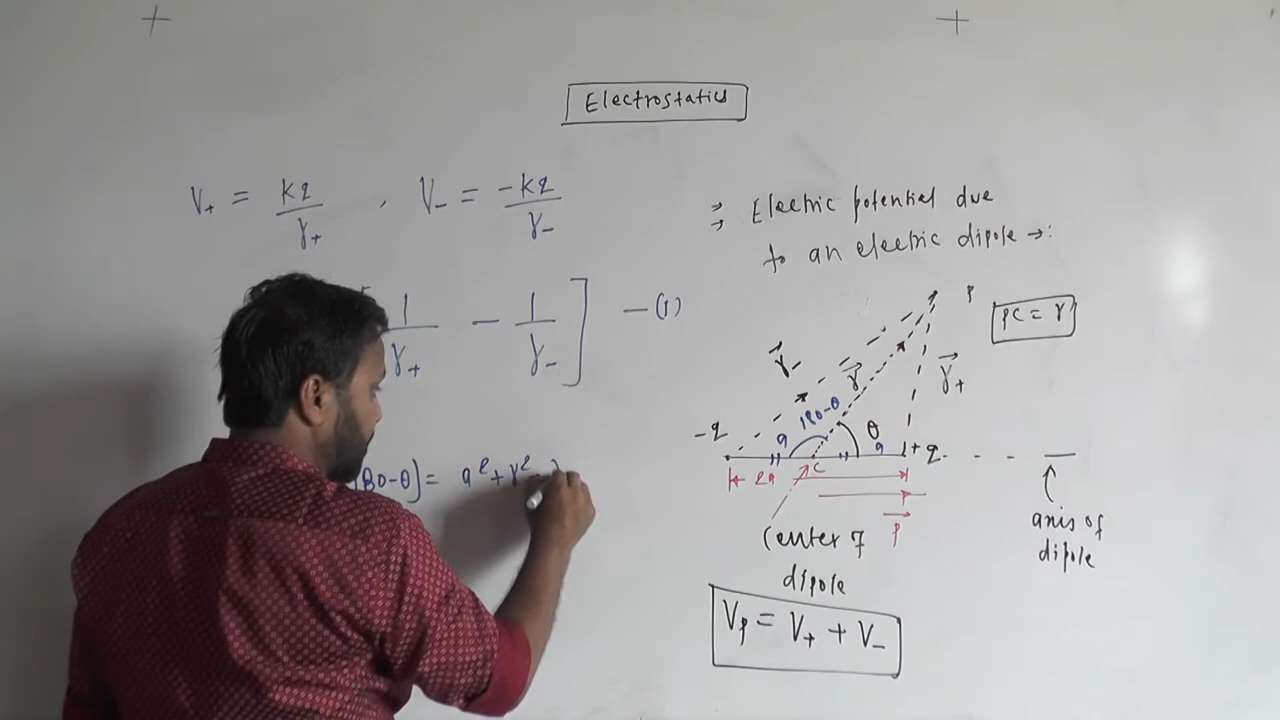 Electrostatics
V₊ = kq/r₊ , V₋ = -kq/r₋
1/r₊ - 1/r₋ ] —(1)
180-θ) = a² + r²
⇒ Electric potential due
⇒ to an electric dipole →:
P
PC = r
r⃗₋
r⃗
r⃗₊
180-θ
θ
-q a a +q
2a C
P⃗
Center of
dipole
axis of
dipole
Vp = V₊ + V₋